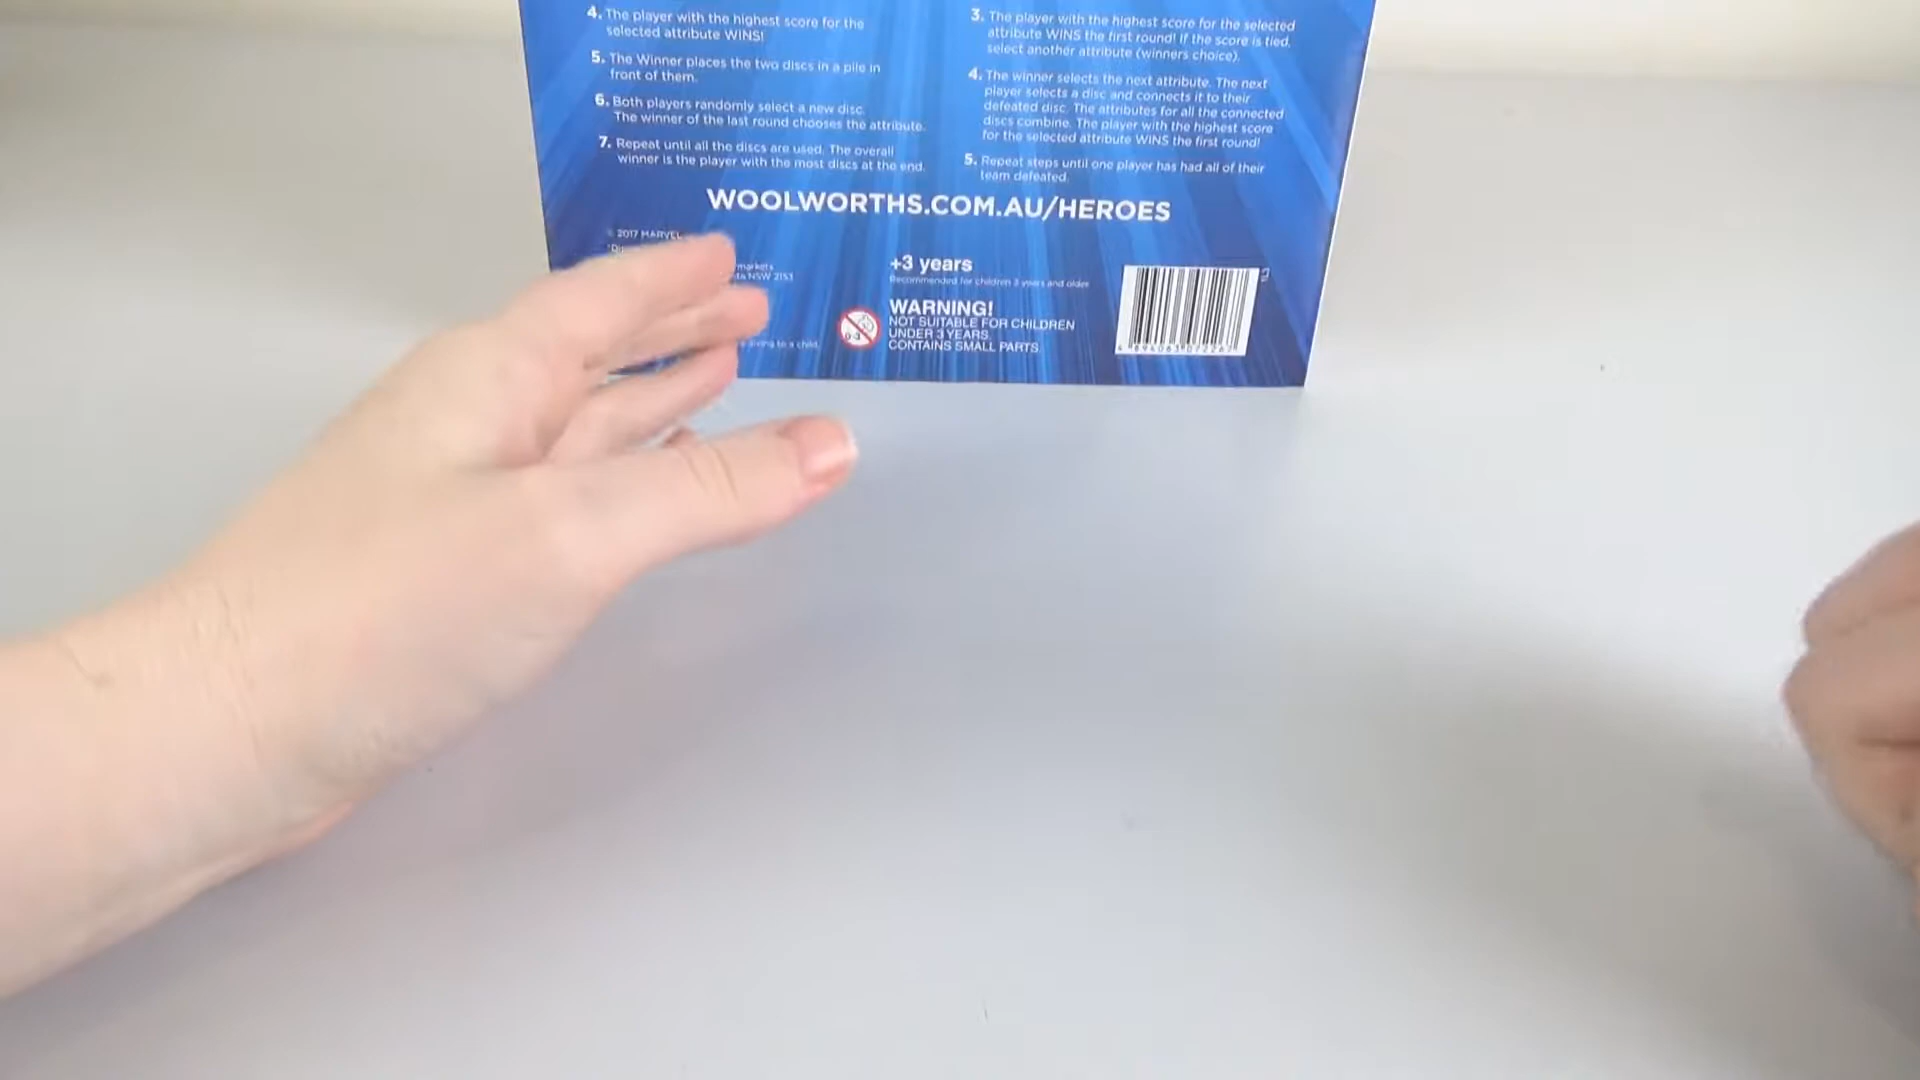 4. The player with the highest score for the
selected attribute WINS!
5. The Winner places the two discs in a pile in
front of them.
6. Both players randomly select a new disc.
The winner of the last round chooses the attribute.
7. Repeat until all the discs are used. The overall
winner is the player with the most discs at the end.
3. The player with the highest score for the selected
attribute WINS the first round! If the score is tied,
select another attribute (winners choice).
4. The winner selects the next attribute. The next
player selects a disc and connects it to their
defeated disc. The attributes for all the connected
discs combine. The player with the highest score
for the selected attribute WINS the first round!
5. Repeat steps until one player has had all of their
team defeated.
WOOLWORTHS.COM.AU/HEROES
© 2017 MARVEL
NSW 2153
giving to a child.
+3 years
Recommended for children 3 years and older
0-3
WARNING!
NOT SUITABLE FOR CHILDREN
UNDER 3 YEARS.
CONTAINS SMALL PARTS